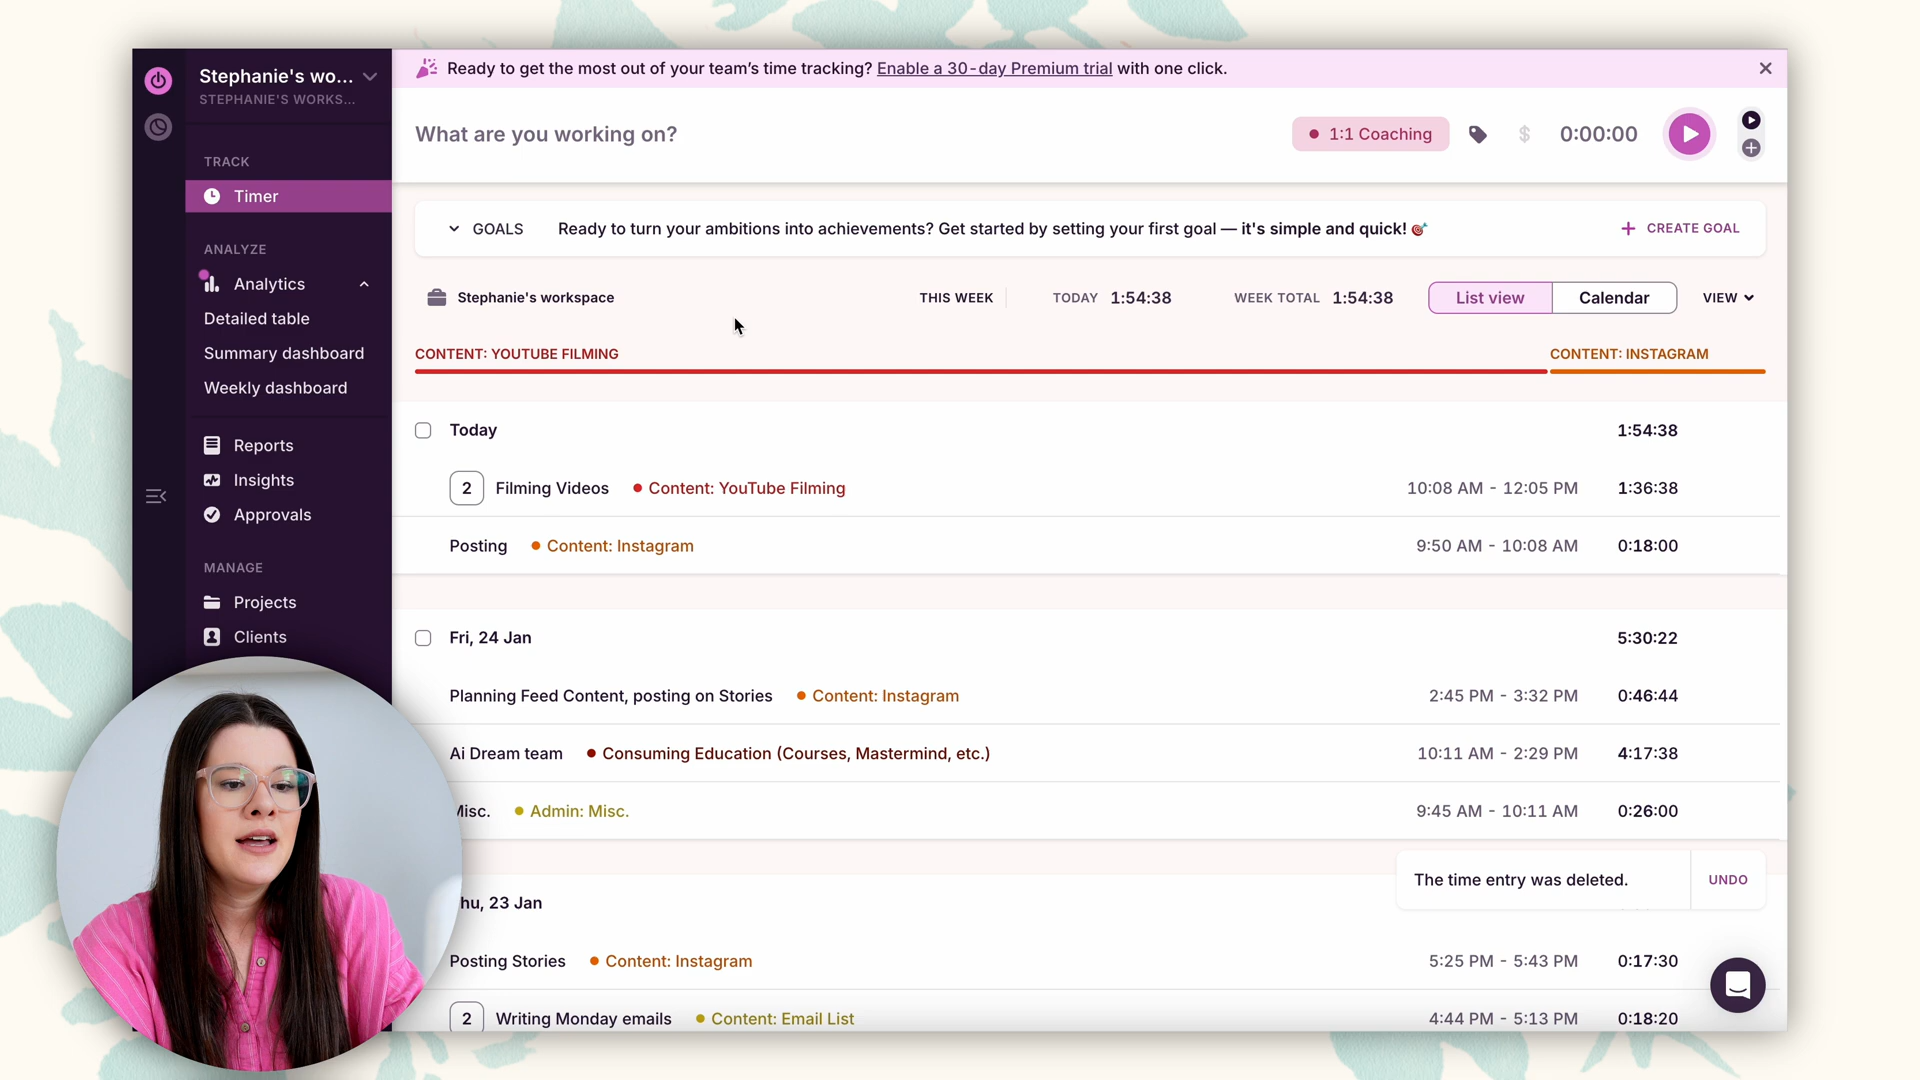 Stephanie's wo...
STEPHANIE'S WORKS...
TRACK
Timer
ANALYZE
Analytics
Detailed table
Summary dashboard
Weekly dashboard
Reports
Insights
Approvals
MANAGE
Projects
Clients
Ready to get the most out of your team's time tracking? Enable a 30-day Premium trial with one click.
What are you working on?
1:1 Coaching
$
0:00:00
GOALS
Ready to turn your ambitions into achievements? Get started by setting your first goal — it's simple and quick! 🎯
+ CREATE GOAL
Stephanie's workspace
THIS WEEK
TODAY 1:54:38
WEEK TOTAL 1:54:38
List view
Calendar
VIEW
CONTENT: YOUTUBE FILMING
CONTENT: INSTAGRAM
Today 1:54:38
2 Filming Videos • Content: YouTube Filming 10:08 AM - 12:05 PM 1:36:38
Posting • Content: Instagram 9:50 AM - 10:08 AM 0:18:00
Fri, 24 Jan 5:30:22
Planning Feed Content, posting on Stories • Content: Instagram 2:45 PM - 3:32 PM 0:46:44
Ai Dream team • Consuming Education (Courses, Mastermind, etc.) 10:11 AM - 2:29 PM 4:17:38
Misc. • Admin: Misc. 9:45 AM - 10:11 AM 0:26:00
The time entry was deleted. UNDO
hu, 23 Jan
Posting Stories • Content: Instagram 5:25 PM - 5:43 PM 0:17:30
2 Writing Monday emails • Content: Email List 4:44 PM - 5:13 PM 0:18:20